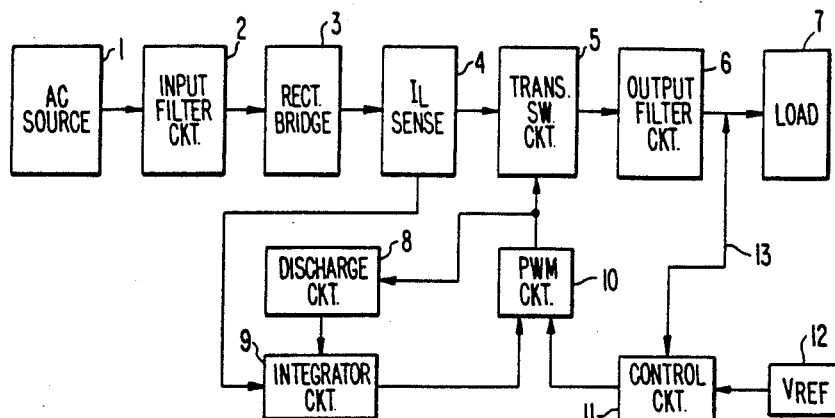 1
AC
SOURCE
2
INPUT
FILTER
CKT.
3
RECT.
BRIDGE
4
IL
SENSE
5
TRANS.
SW.
CKT.
6
OUTPUT
FILTER
CKT.
7
LOAD
8
DISCHARGE
CKT.
9
INTEGRATOR
CKT.
PWM
CKT.
10
13
11
CONTROL
CKT.
12
VREF